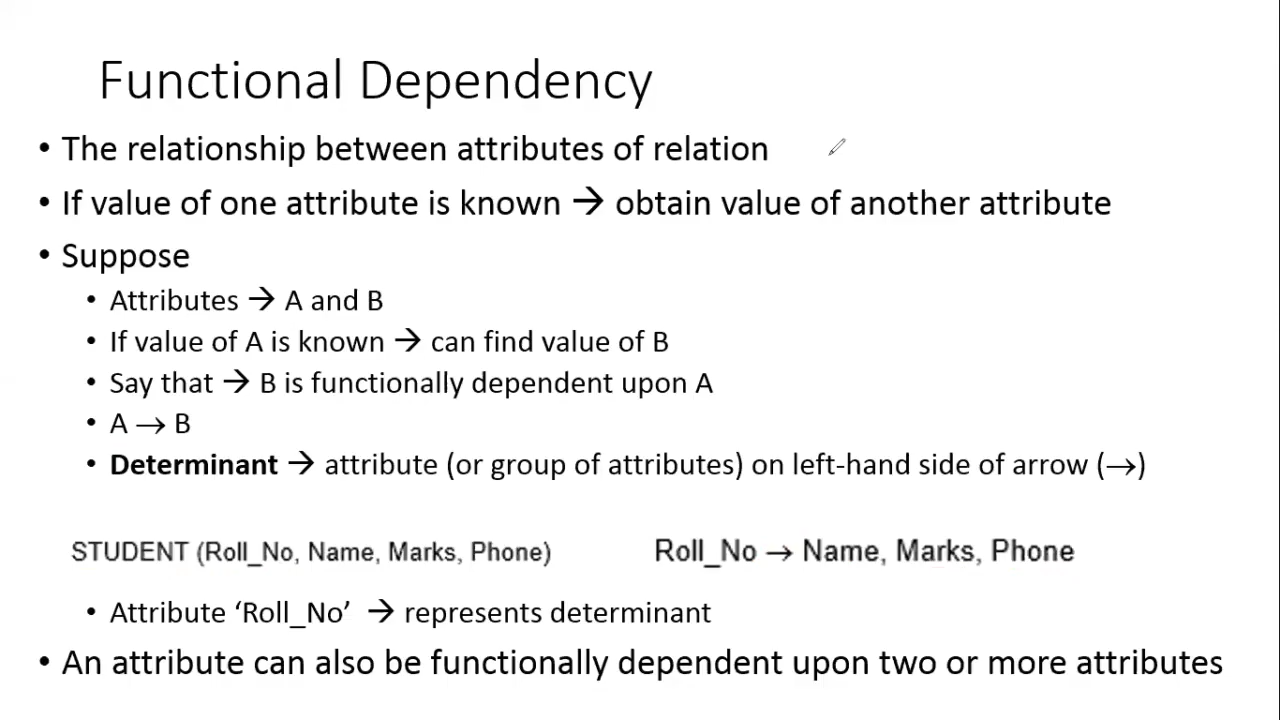 Functional Dependency
• The relationship between attributes of relation
• If value of one attribute is known → obtain value of another attribute
• Suppose
• Attributes → A and B
• If value of A is known → can find value of B
• Say that → B is functionally dependent upon A
• A → B
• Determinant → attribute (or group of attributes) on left-hand side of arrow (→)
STUDENT (Roll_No, Name, Marks, Phone) Roll_No → Name, Marks, Phone
• Attribute ‘Roll_No’ → represents determinant
• An attribute can also be functionally dependent upon two or more attributes